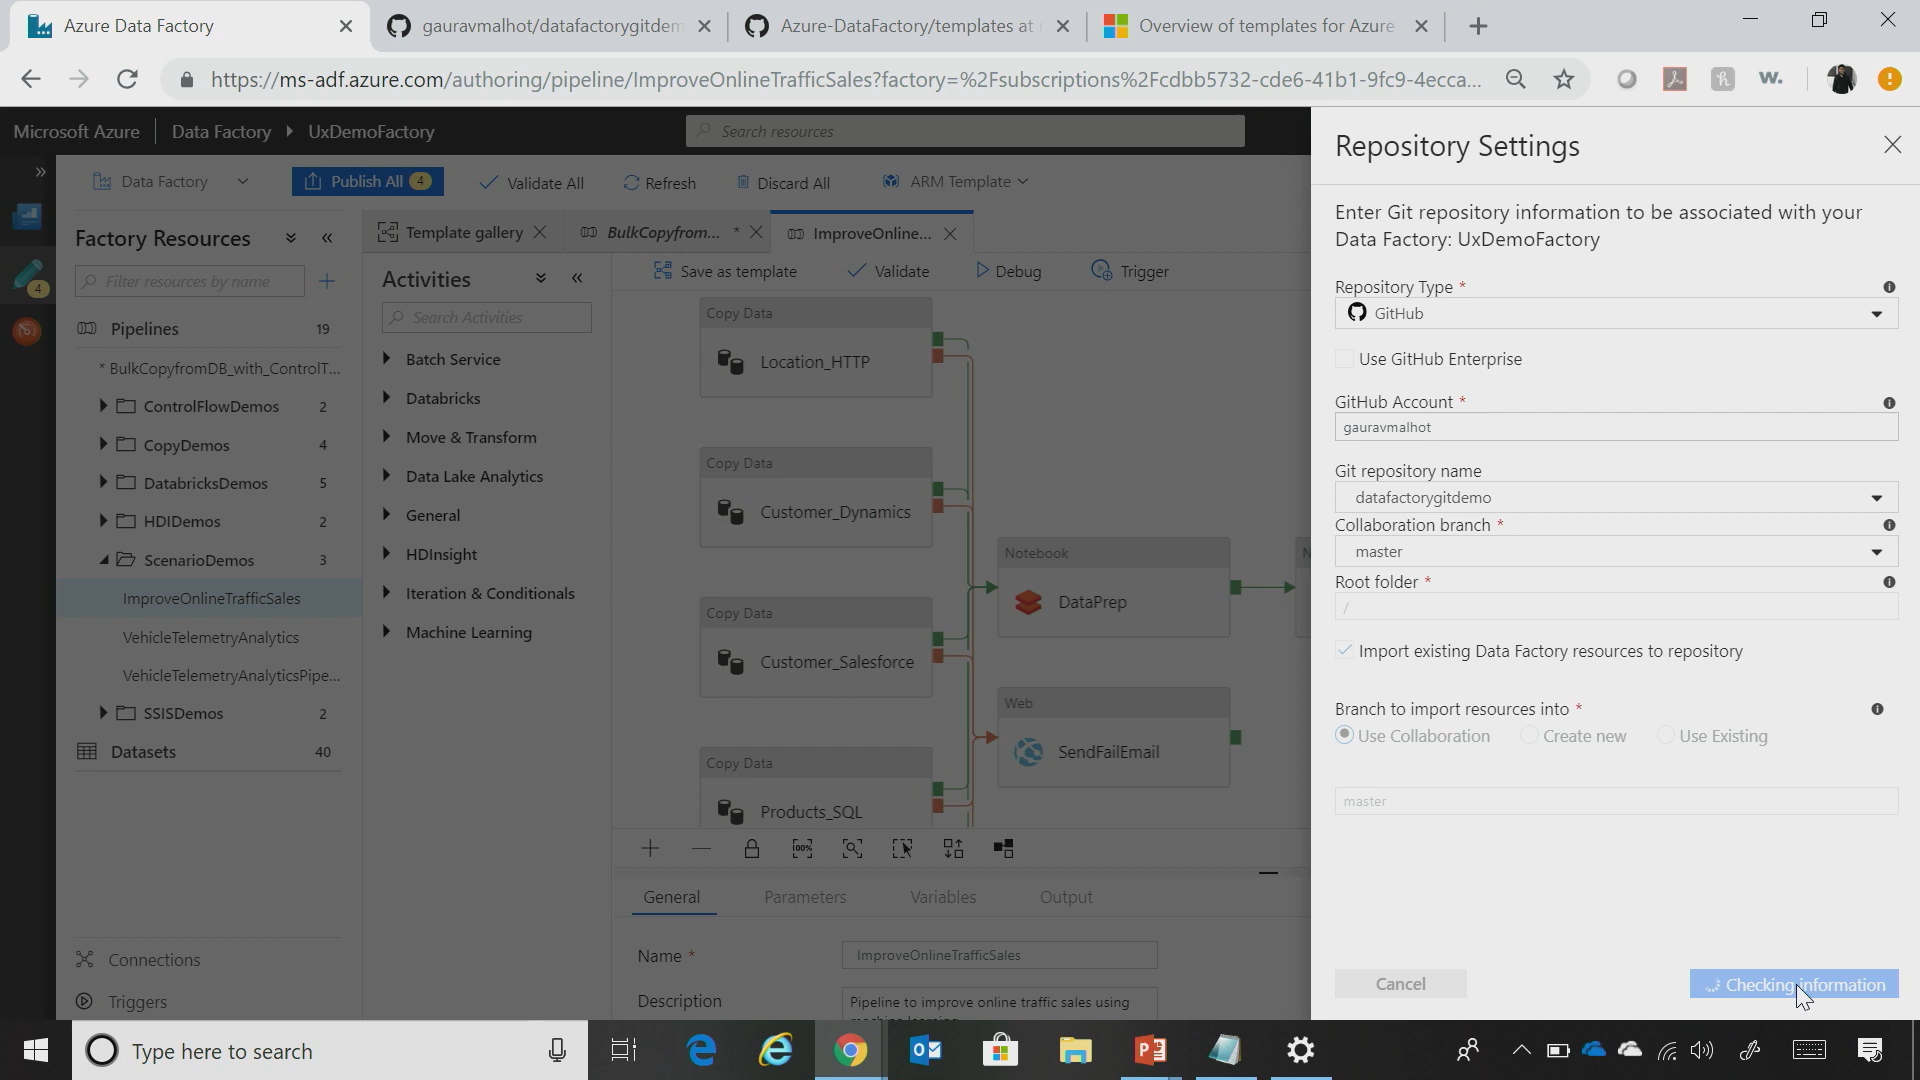 Azure Data Factory
gauravmalhot/datafactorygitdem
Azure-DataFactory/templates at
Overview of templates for Azure
https://ms-adf.azure.com/authoring/pipeline/ImproveOnlineTrafficSales?factory=%2Fsubscriptions%2Fcdbb5732-cde6-41b1-9fc9-4ecca...
Microsoft Azure
Data Factory
UxDemoFactory
Search resources
Data Factory
Publish All 4
Validate All
Refresh
Discard All
ARM Template
4
Factory Resources
Filter resources by name
Pipelines 19
* BulkCopyfromDB_with_ControlT...
ControlFlowDemos 2
CopyDemos 4
DatabricksDemos 5
HDIDemos 2
ScenarioDemos 3
ImproveOnlineTrafficSales
VehicleTelemetryAnalytics
VehicleTelemetryAnalyticsPipe...
SSISDemos 2
Datasets 40
Connections
Triggers
Template gallery
BulkCopyfrom... *
ImproveOnline...
Activities
Search Activities
Batch Service
Databricks
Move & Transform
Data Lake Analytics
General
HDInsight
Iteration & Conditionals
Machine Learning
Save as template
Validate
Debug
Trigger
Copy Data
Location_HTTP
Copy Data
Customer_Dynamics
Copy Data
Customer_Salesforce
Copy Data
Products_SQL
Notebook
DataPrep
N
Web
SendFailEmail
100%
General
Parameters
Variables
Output
Name *
ImproveOnlineTrafficSales
Description
Pipeline to improve online traffic sales using
machine learning
Repository Settings
Enter Git repository information to be associated with your
Data Factory: UxDemoFactory
Repository Type *
GitHub
Use GitHub Enterprise
GitHub Account *
gauravmalhot
Git repository name
datafactorygitdemo
Collaboration branch *
master
Root folder *
/
Import existing Data Factory resources to repository
Branch to import resources into *
Use Collaboration
Create new
Use Existing
master
Cancel
Checking information
Type here to search